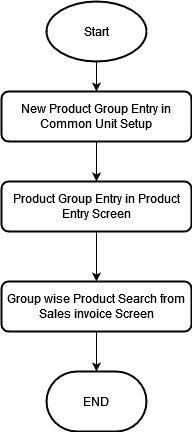 Start
New Product Group Entry in
Common Unit Setup
Product Group Entry in Product
Entry Screen
Group wise Product Search from
Sales invoice Screen
END